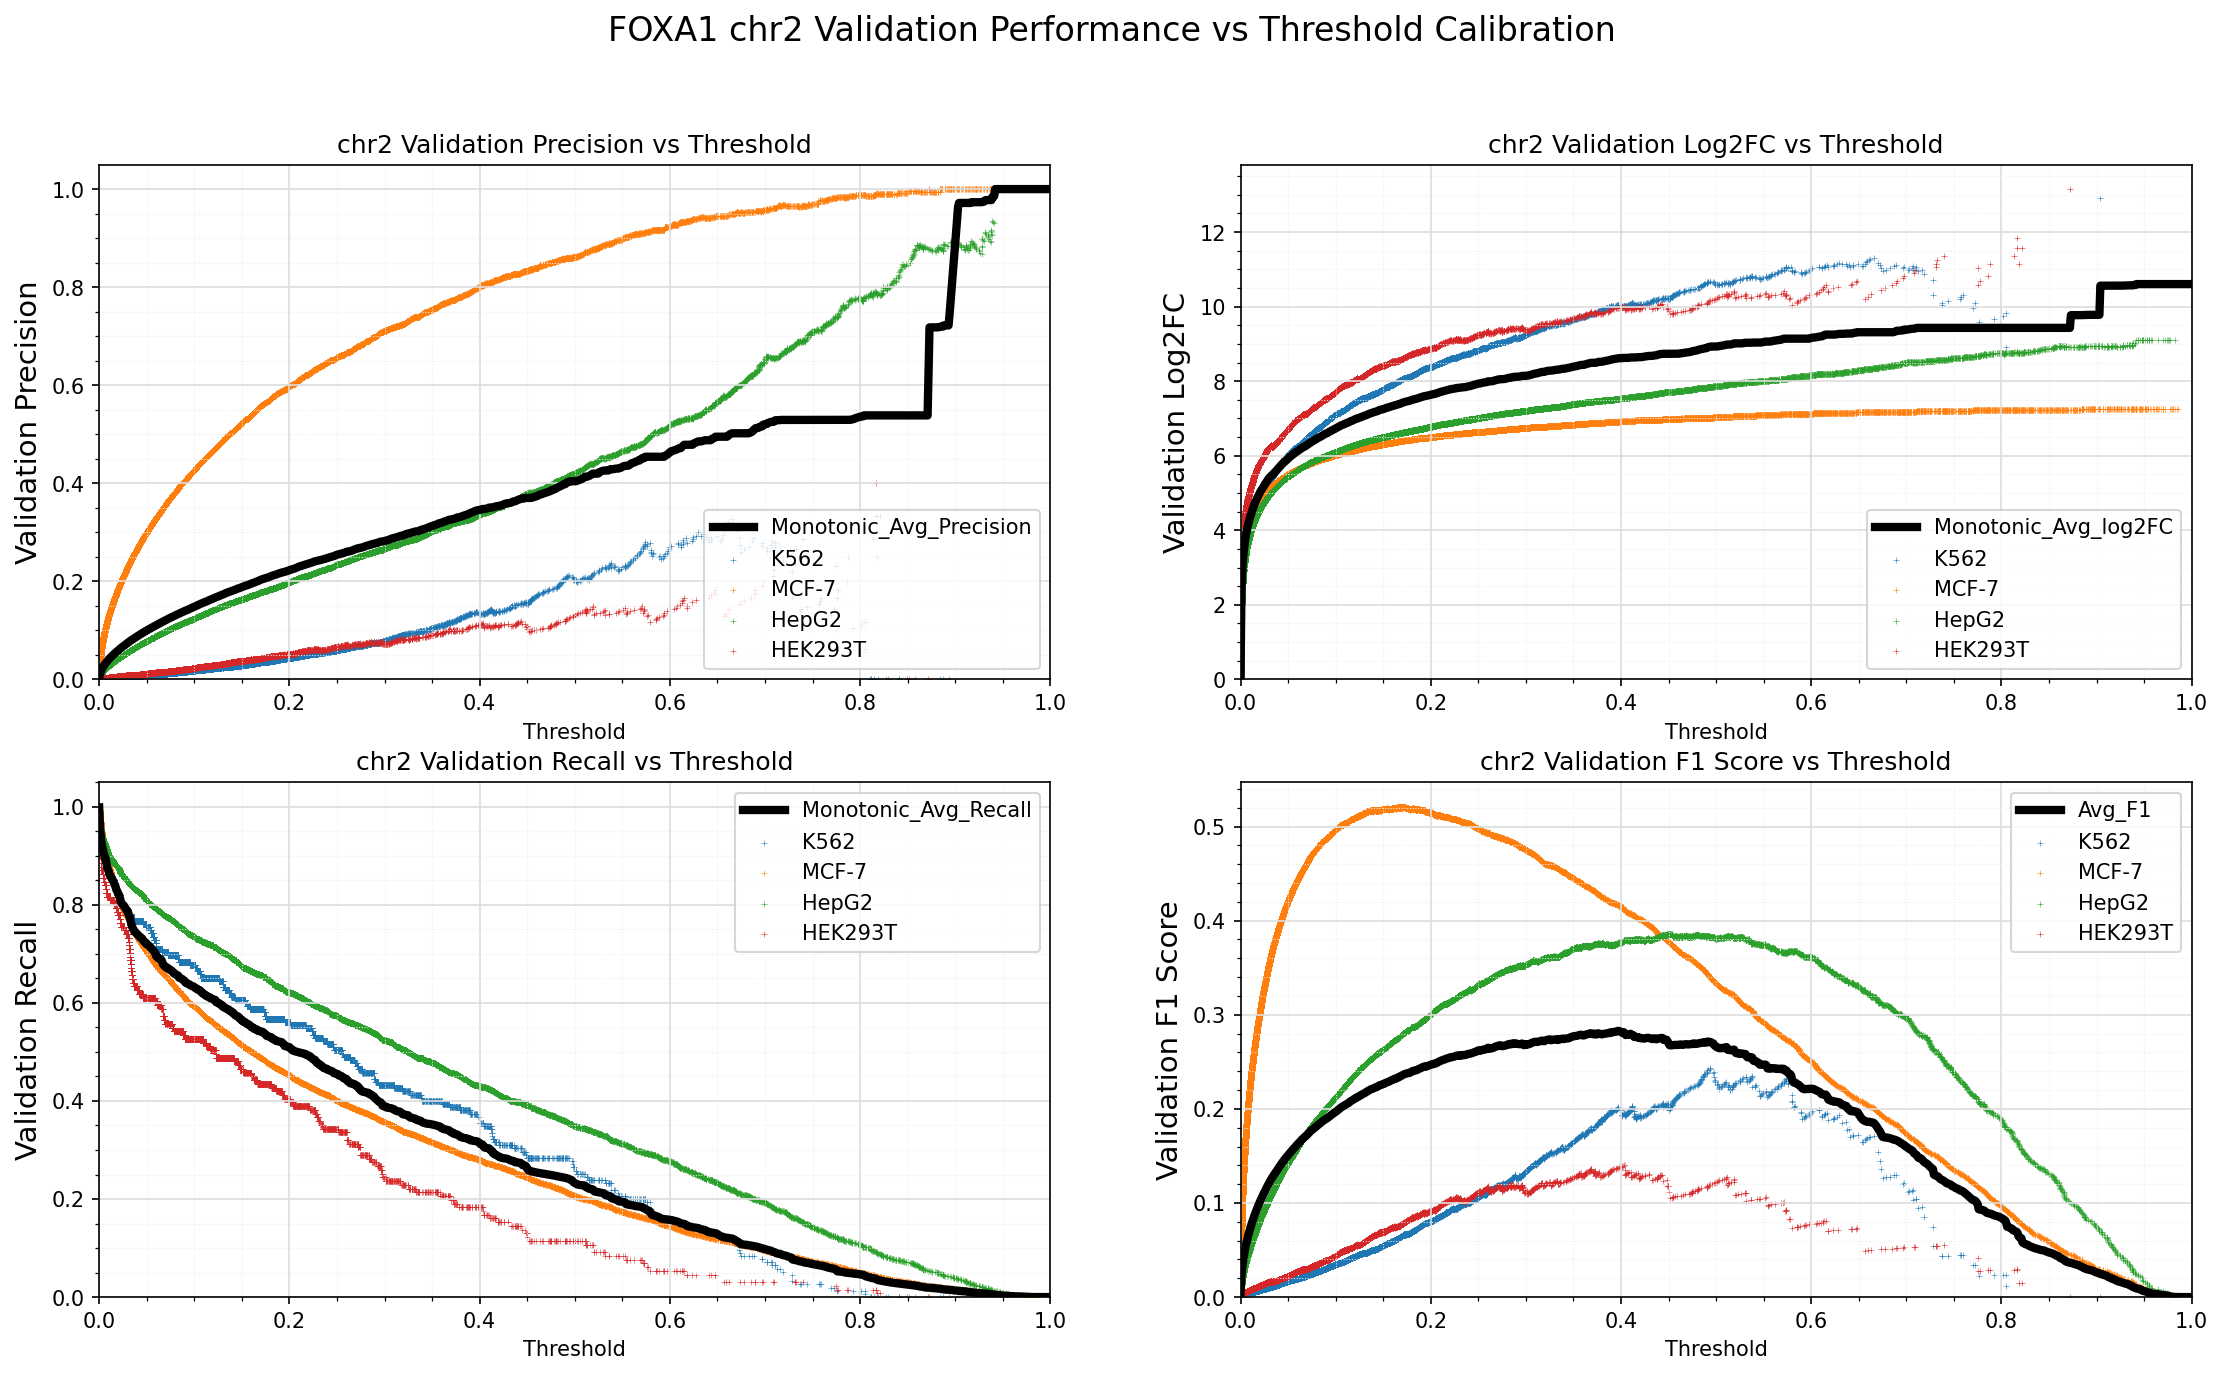 FOXA1 chr2 Validation Performance vs Threshold Calibration
chr2 Validation Precision vs Threshold
Validation Precision
1.0
0.8
0.6
0.4
0.2
0.0
Monotonic_Avg_Precision
K562
MCF-7
HepG2
HEK293T
0.0 0.2 0.4 0.6 0.8 1.0
Threshold
chr2 Validation Log2FC vs Threshold
Validation Log2FC
12
10
8
6
4
2
0
Monotonic_Avg_log2FC
K562
MCF-7
HepG2
HEK293T
0.0 0.2 0.4 0.6 0.8 1.0
Threshold
chr2 Validation Recall vs Threshold
Validation Recall
1.0
0.8
0.6
0.4
0.2
0.0
Monotonic_Avg_Recall
K562
MCF-7
HepG2
HEK293T
0.0 0.2 0.4 0.6 0.8 1.0
Threshold
chr2 Validation F1 Score vs Threshold
Validation F1 Score
0.5
0.4
0.3
0.2
0.1
0.0
Avg_F1
K562
MCF-7
HepG2
HEK293T
0.0 0.2 0.4 0.6 0.8 1.0
Threshold